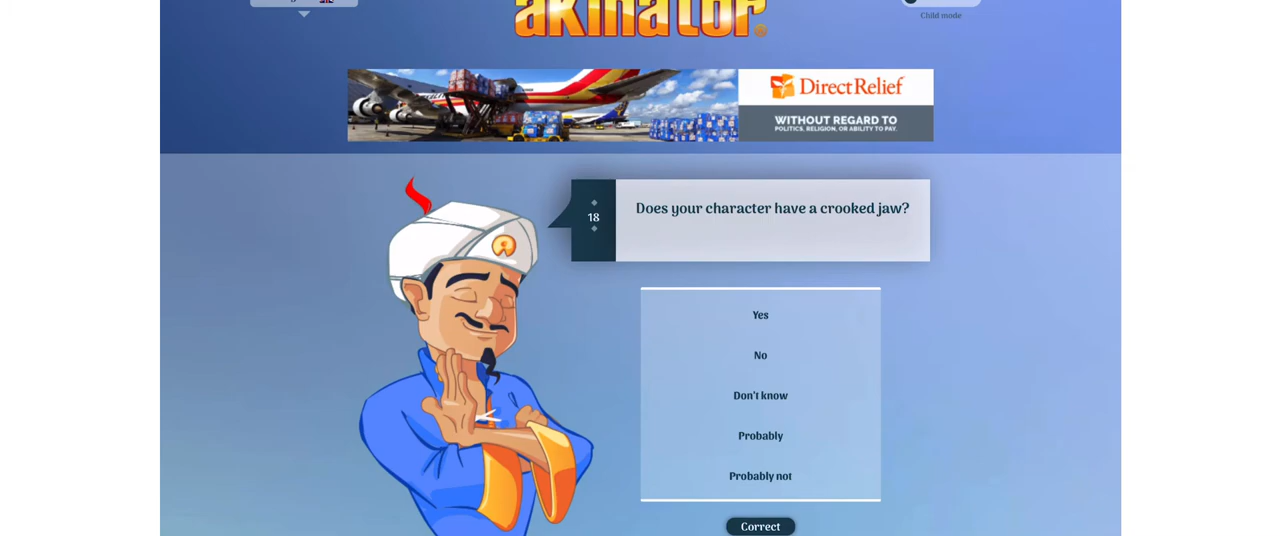 akinator®
Child mode
DirectRelief
WITHOUT REGARD TO
POLITICS, RELIGION, OR ABILITY TO PAY.
18
Does your character have a crooked jaw?
Yes
No
Don't know
Probably
Probably not
Correct